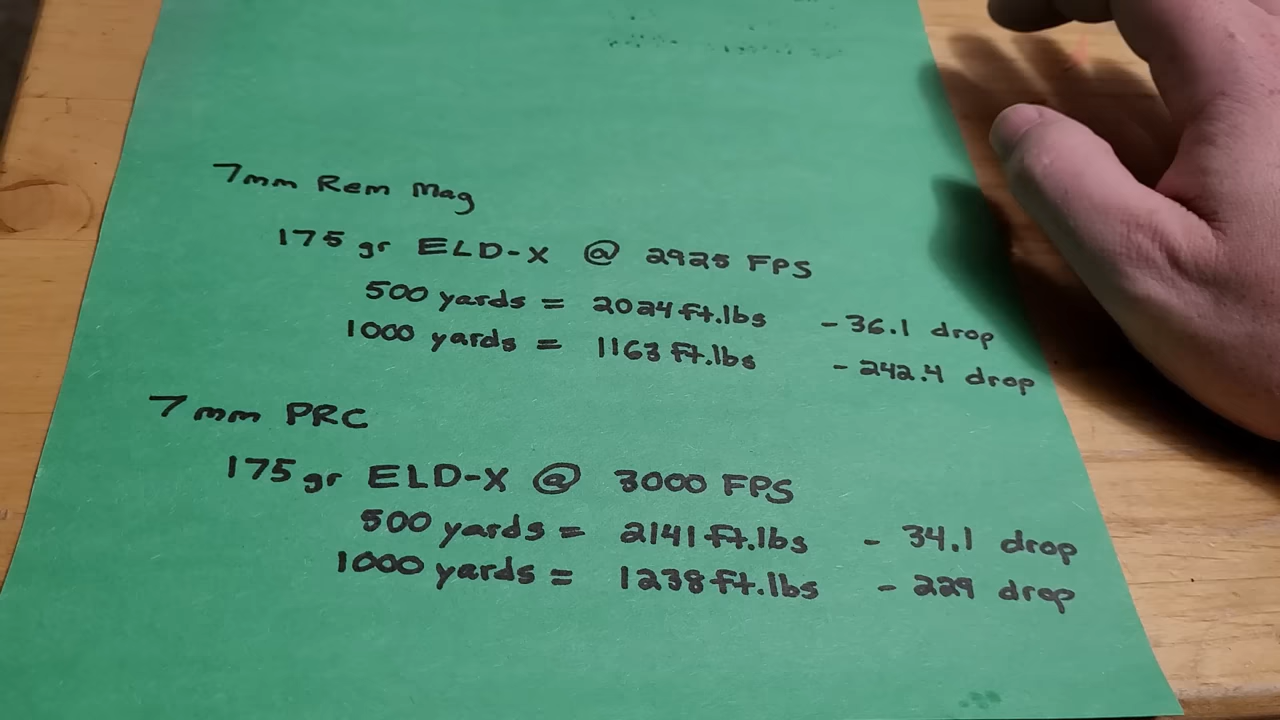 7mm Rem Mag
175 gr ELD-X @ 2925 FPS
500 yards = 2024 ft.lbs - 36.1 drop
1000 yards = 1163 ft.lbs - 242.4 drop
7mm PRC
175 gr ELD-X @ 3000 FPS
500 yards = 2141 ft.lbs - 34.1 drop
1000 yards = 1238 ft.lbs - 229 drop